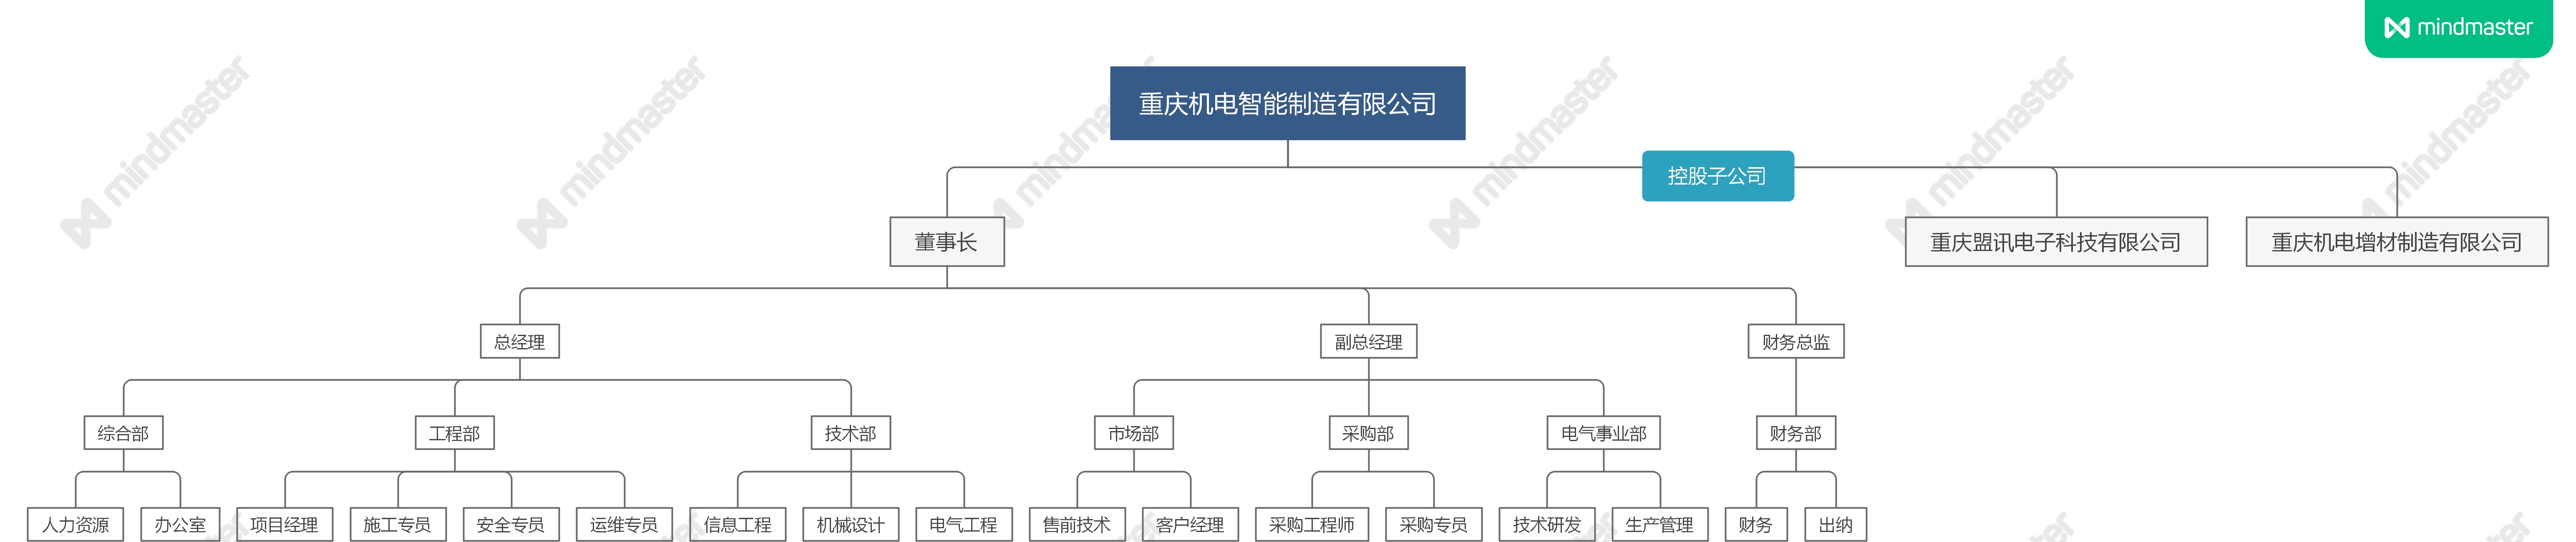 mindmaster
重庆机电智能制造有限公司
控股子公司
董事长
重庆盟讯电子科技有限公司
重庆机电增材制造有限公司
总经理
副总经理
财务总监
综合部
工程部
技术部
市场部
采购部
电气事业部
财务部
人力资源
办公室
项目经理
施工专员
安全专员
运维专员
信息工程
机械设计
电气工程
售前技术
客户经理
采购工程师
采购专员
技术研发
生产管理
财务
出纳
mindmaster
mindmaster
mindmaster
mindmaster
mindmaster
mindmaster